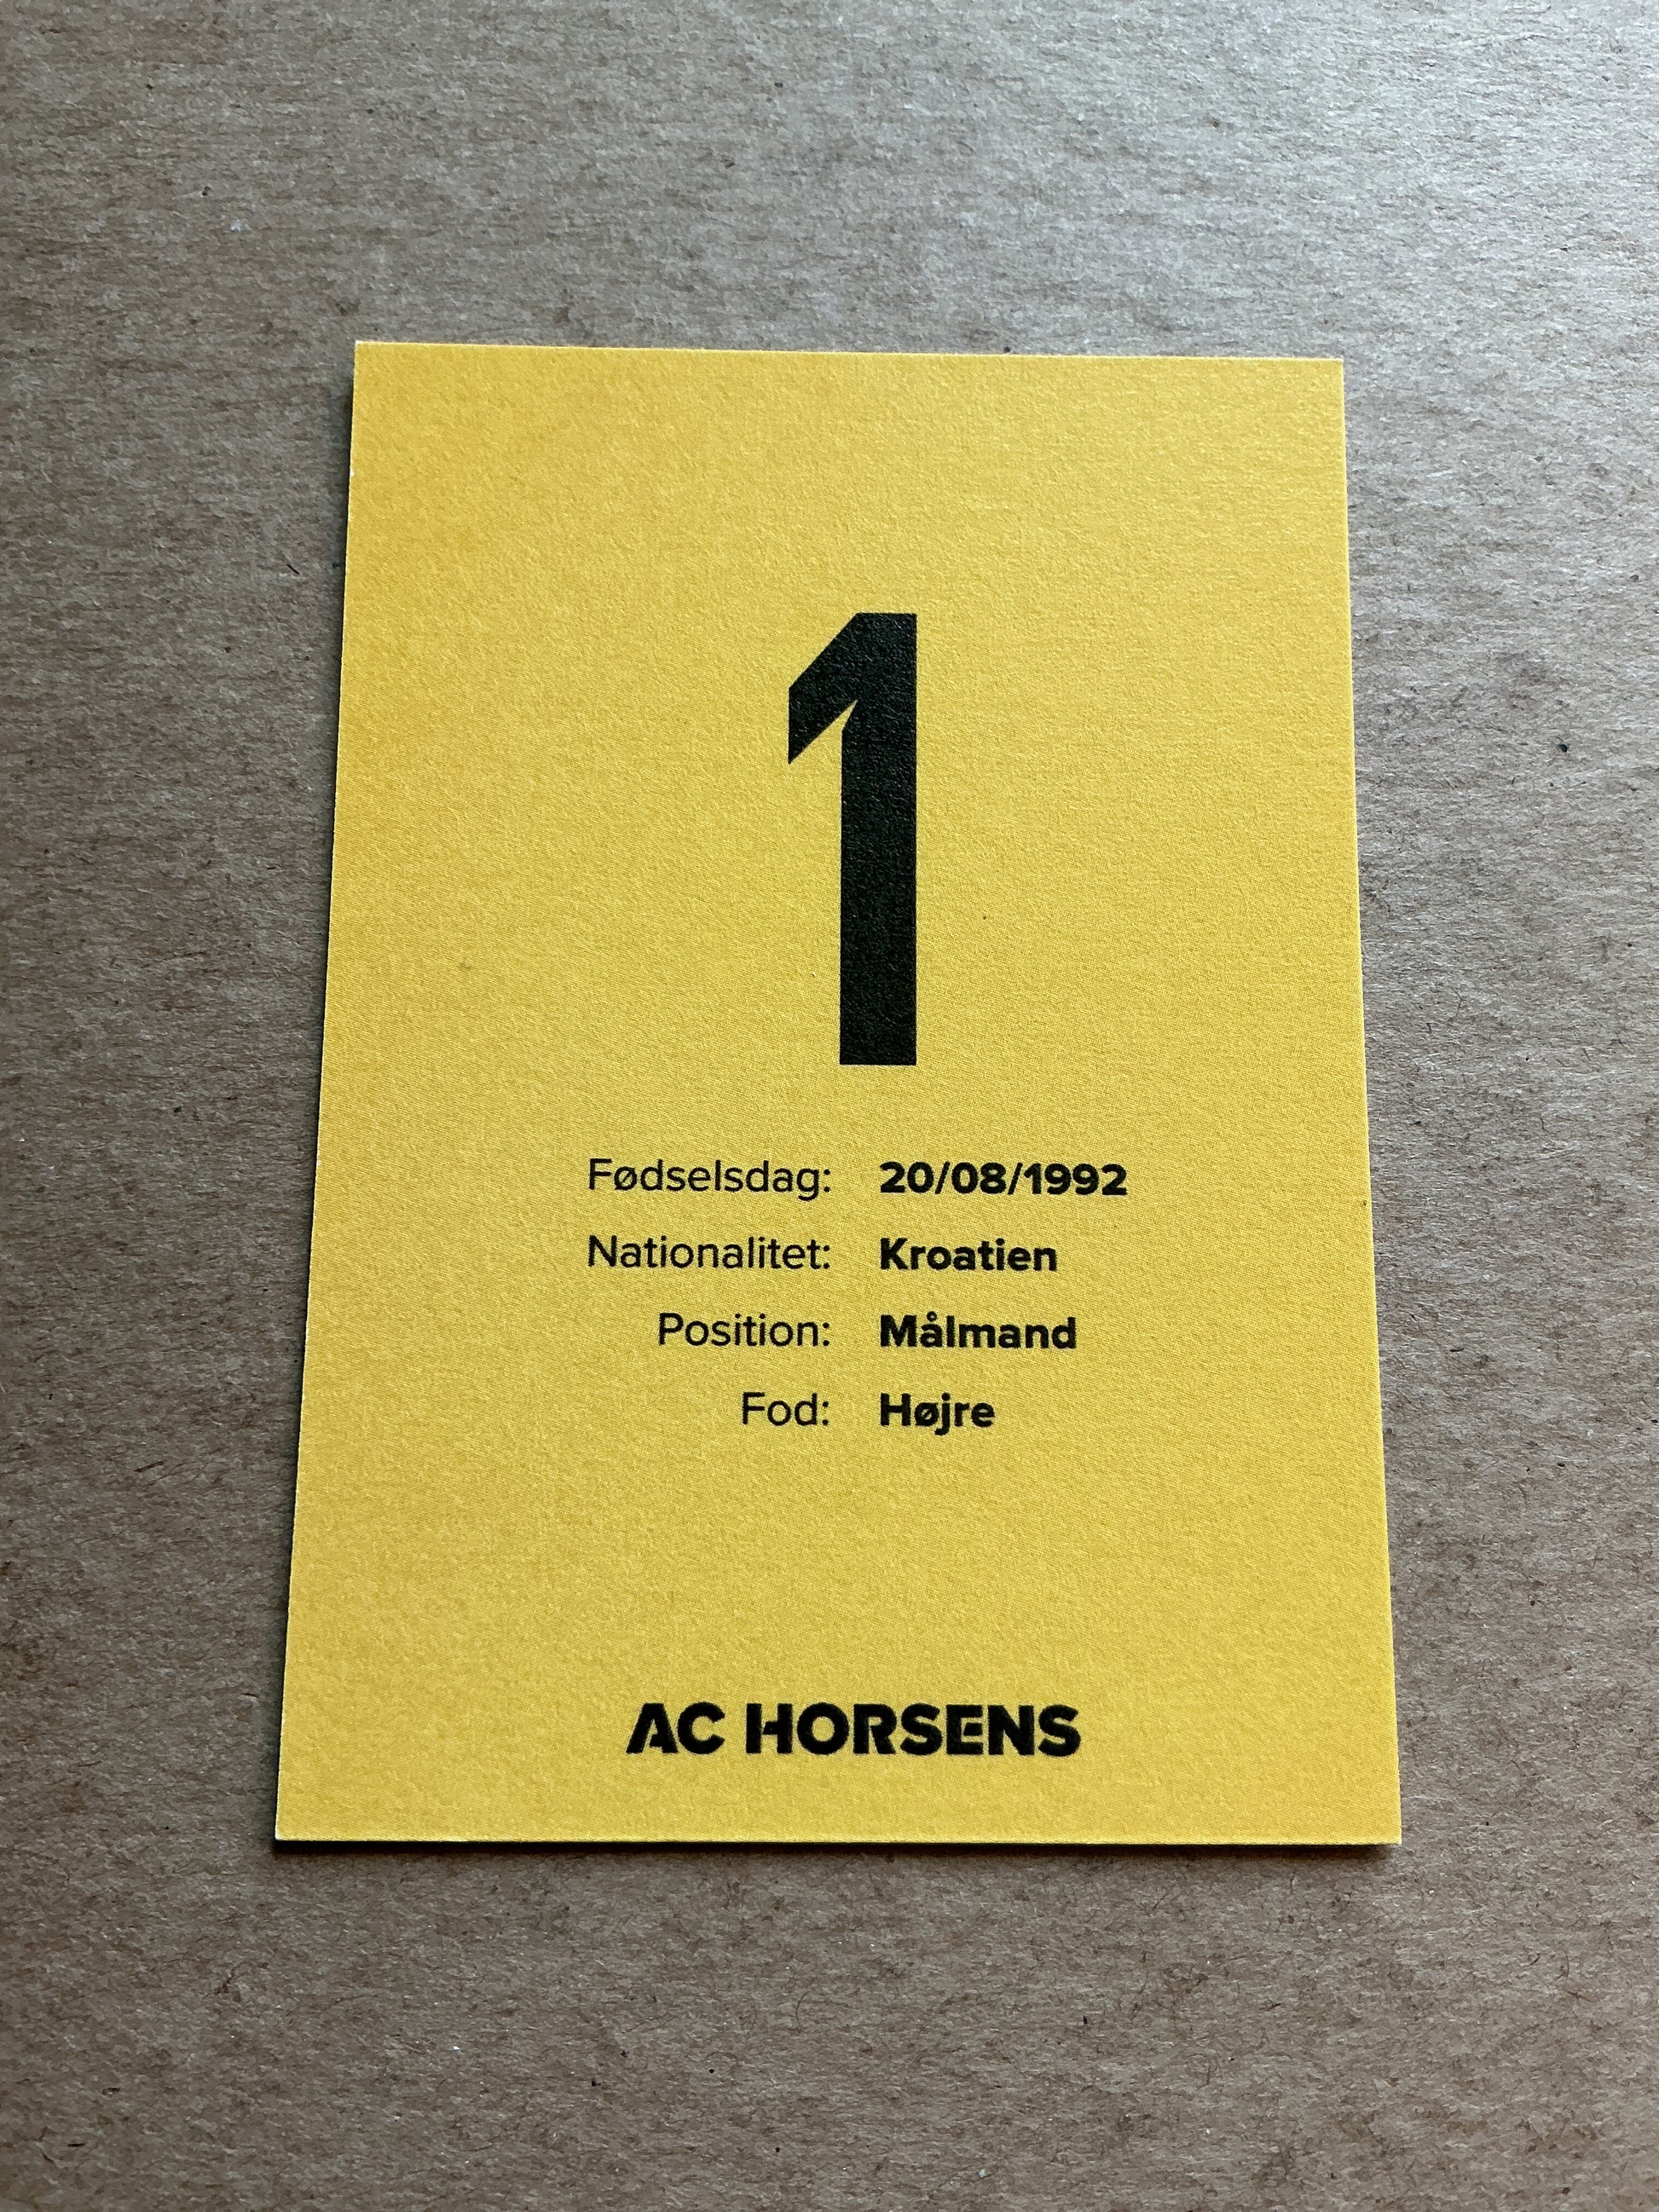 1
Fødselsdag: 20/08/1992
Nationalitet: Kroatien
Position: Målmand
Fod: Højre
AC HORSENS